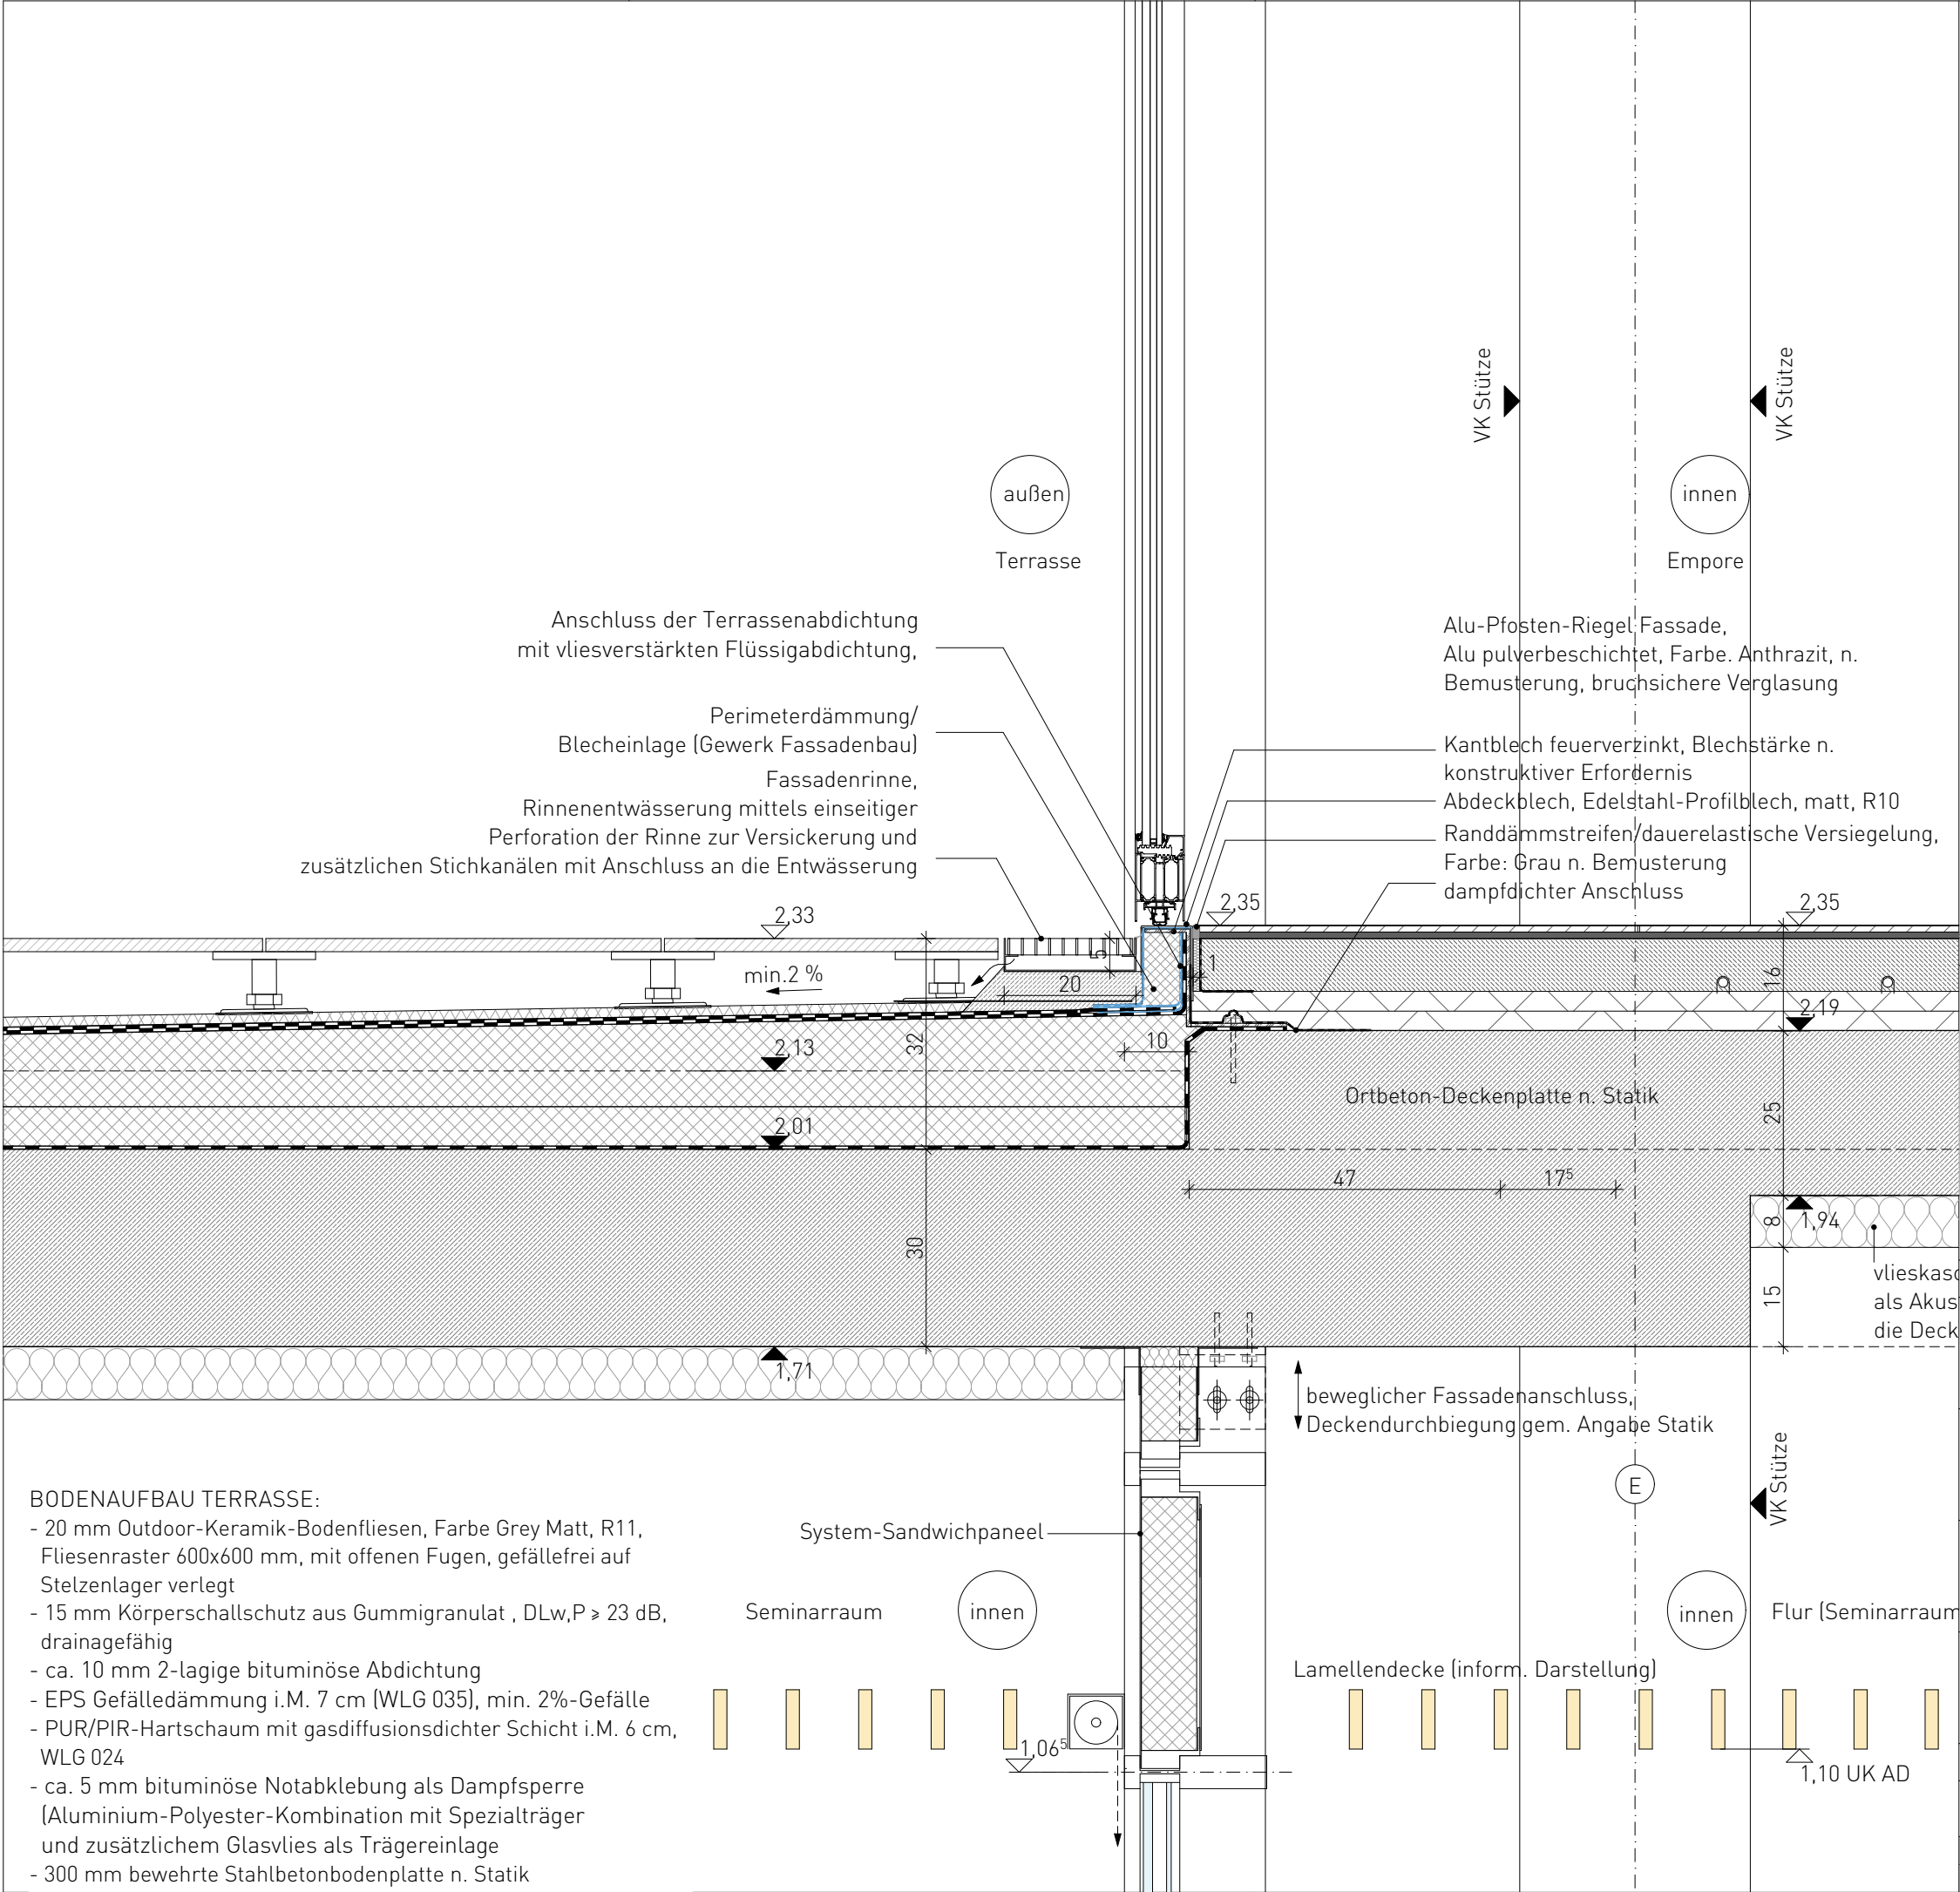 VK Stütze
VK Stütze
außen
Terrasse
innen
Empore
Anschluss der Terrassenabdichtung
mit vliesverstärkten Flüssigabdichtung,
Perimeterdämmung/
Blecheinlage (Gewerk Fassadenbau)
Fassadenrinne,
Rinnenentwässerung mittels einseitiger
Perforation der Rinne zur Versickerung und
zusätzlichen Stichkanälen mit Anschluss an die Entwässerung
Alu-Pfosten-Riegel Fassade,
Alu pulverbeschichtet, Farbe. Anthrazit, n.
Bemusterung, bruchsichere Verglasung
Kantblech feuerverzinkt, Blechstärke n.
konstruktiver Erfordernis
Abdeckblech, Edelstahl-Profilblech, matt, R10
Randdämmstreifen/dauerelastische Versiegelung,
Farbe: Grau n. Bemusterung
dampfdichter Anschluss
2,33
2,35
2,35
min.2 %
5
20
1
16
2,19
32
10
2,13
2,01
Ortbeton-Deckenplatte n. Statik
25
47
17⁵
30
8
1,94
15
vlieskasc
als Akus
die Deck
1,71
beweglicher Fassadenanschluss,
Deckendurchbiegung gem. Angabe Statik
VK Stütze
E
BODENAUFBAU TERRASSE:
- 20 mm Outdoor-Keramik-Bodenfliesen, Farbe Grey Matt, R11,
Fliesenraster 600x600 mm, mit offenen Fugen, gefällefrei auf
Stelzenlager verlegt
- 15 mm Körperschallschutz aus Gummigranulat , DLw,P ≥ 23 dB,
drainagefähig
- ca. 10 mm 2-lagige bituminöse Abdichtung
- EPS Gefälledämmung i.M. 7 cm (WLG 035), min. 2%-Gefälle
- PUR/PIR-Hartschaum mit gasdiffusionsdichter Schicht i.M. 6 cm,
WLG 024
- ca. 5 mm bituminöse Notabklebung als Dampfsperre
(Aluminium-Polyester-Kombination mit Spezialträger
und zusätzlichem Glasvlies als Trägereinlage
- 300 mm bewehrte Stahlbetonbodenplatte n. Statik
System-Sandwichpaneel
Seminarraum
innen
innen
Flur (Seminarraum
Lamellendecke (inform. Darstellung)
1,06⁵
1,10 UK AD